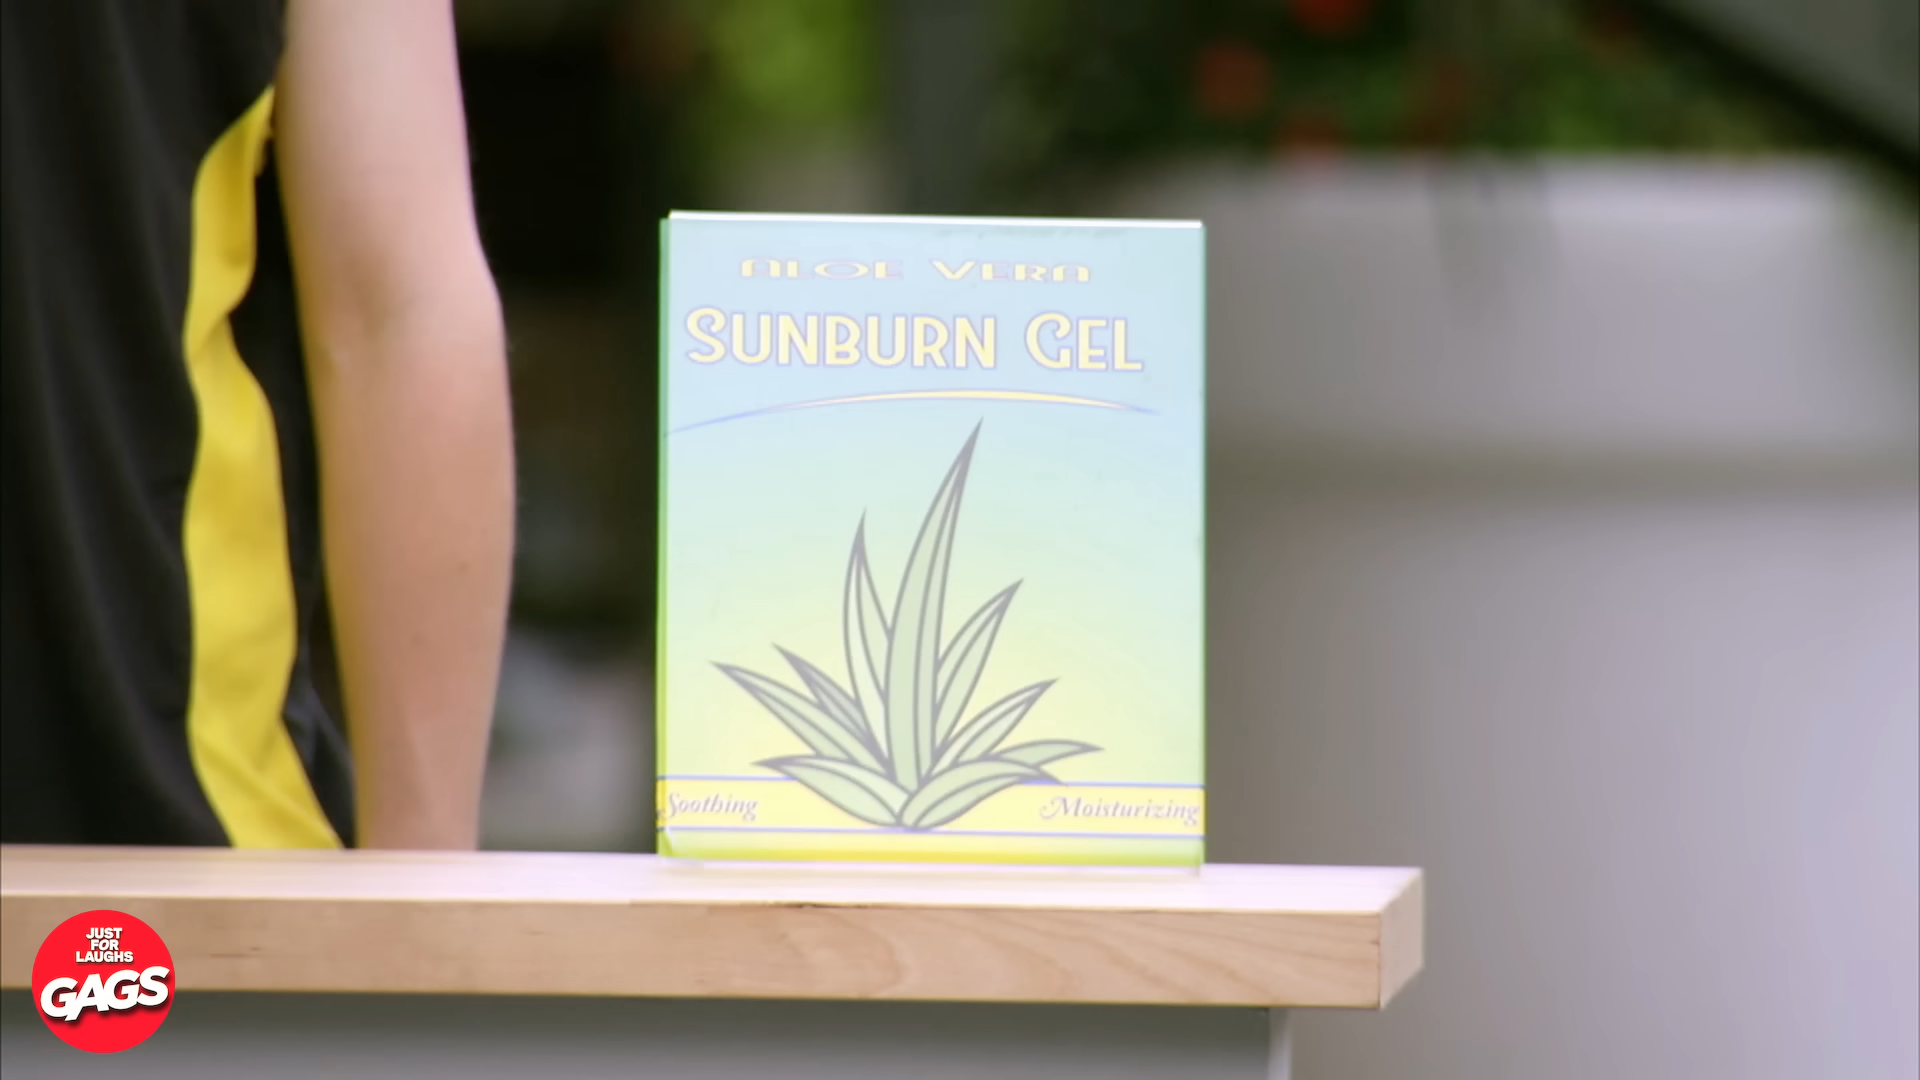 ALOE VERA
SUNBURN GEL
Soothing
Moisturizing
JUST
FOR
LAUGHS
GAGS